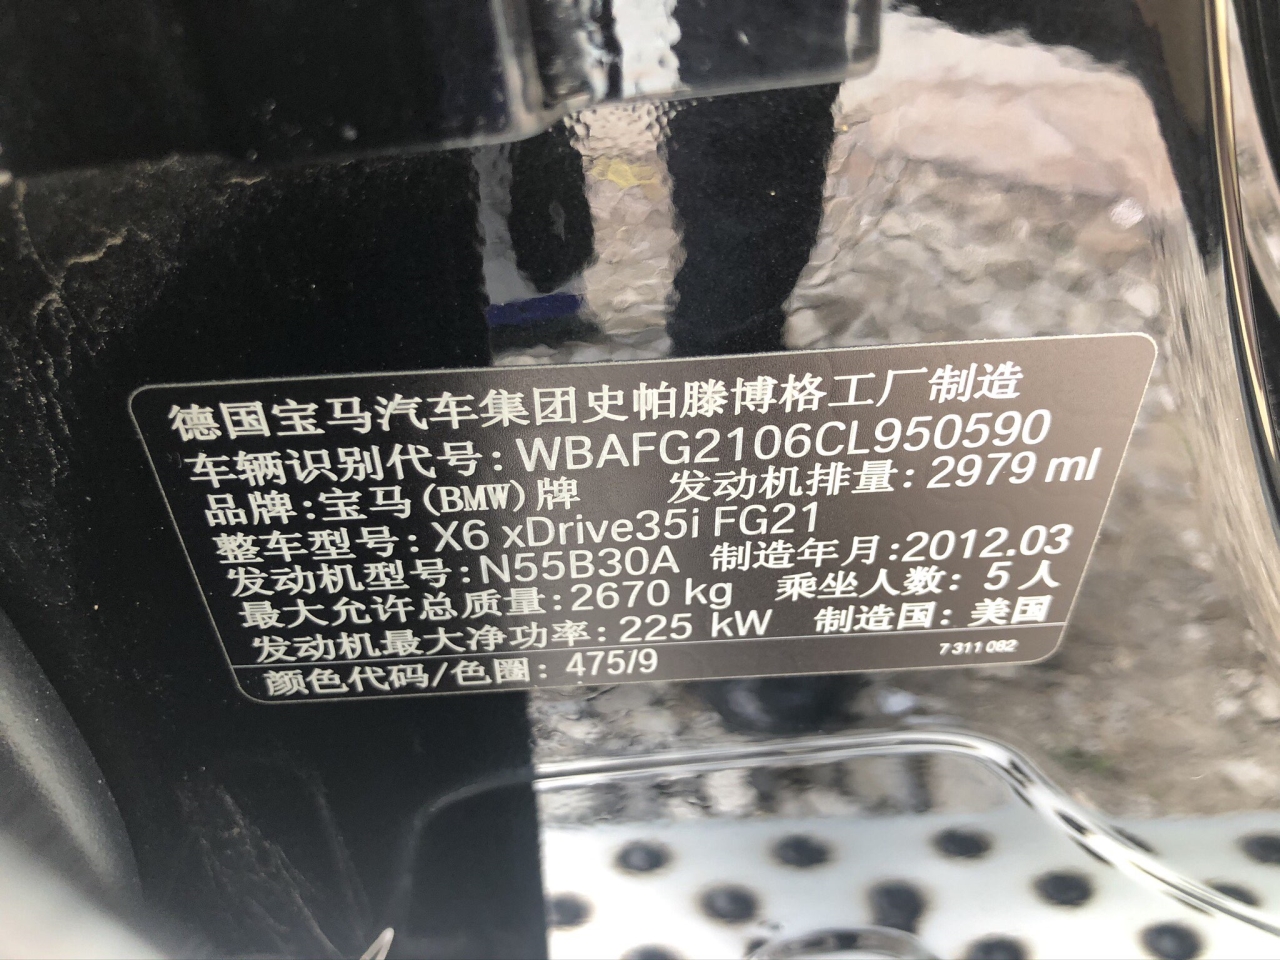 德国宝马汽车集团史帕滕博格工厂制造
车辆识别代号:WBAFG2106CL950590
品牌:宝马(BMW)牌 发动机排量:2979 ml
整车型号:X6 xDrive35i FG21
发动机型号:N55B30A 制造年月:2012.03
最大允许总质量:2670 kg 乘坐人数:5人
发动机最大净功率:225 kW 制造国:美国
颜色代码/色圈:475/9 7 311 082